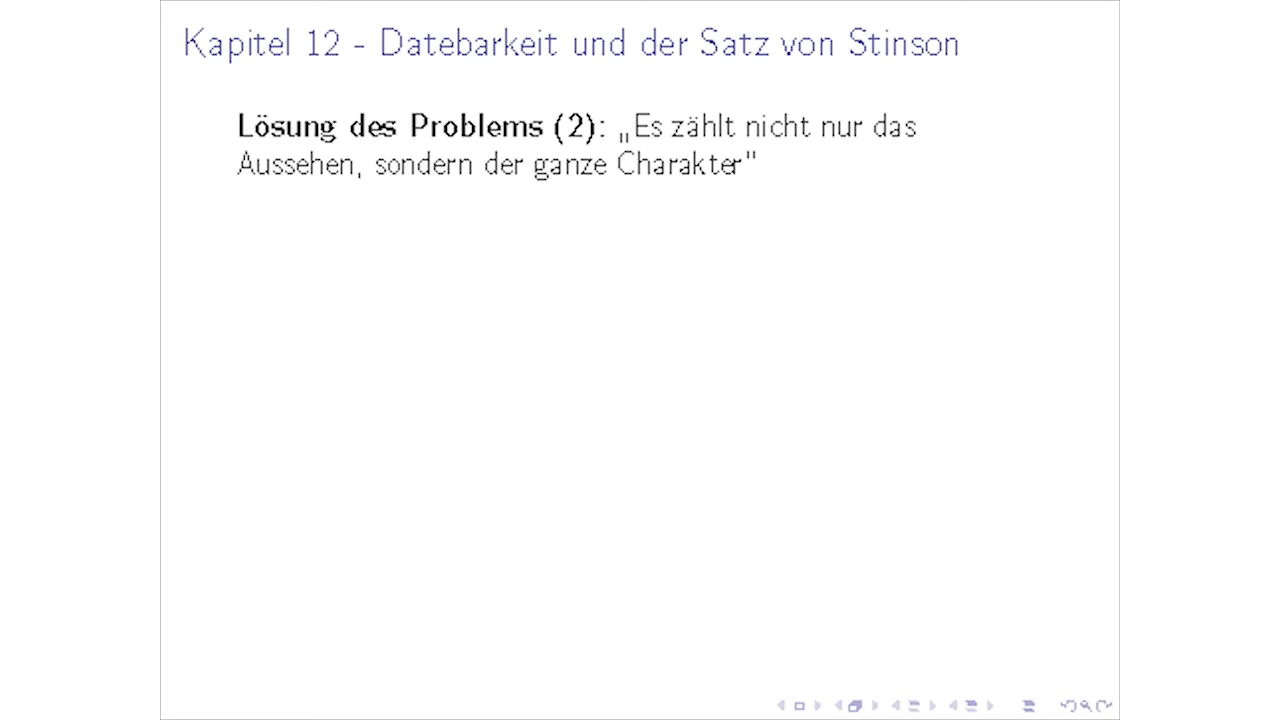 Kapitel 12 - Datebarkeit und der Satz von Stinson
Lösung des Problems (2): „Es zählt nicht nur das
Aussehen, sondern der ganze Charakter"